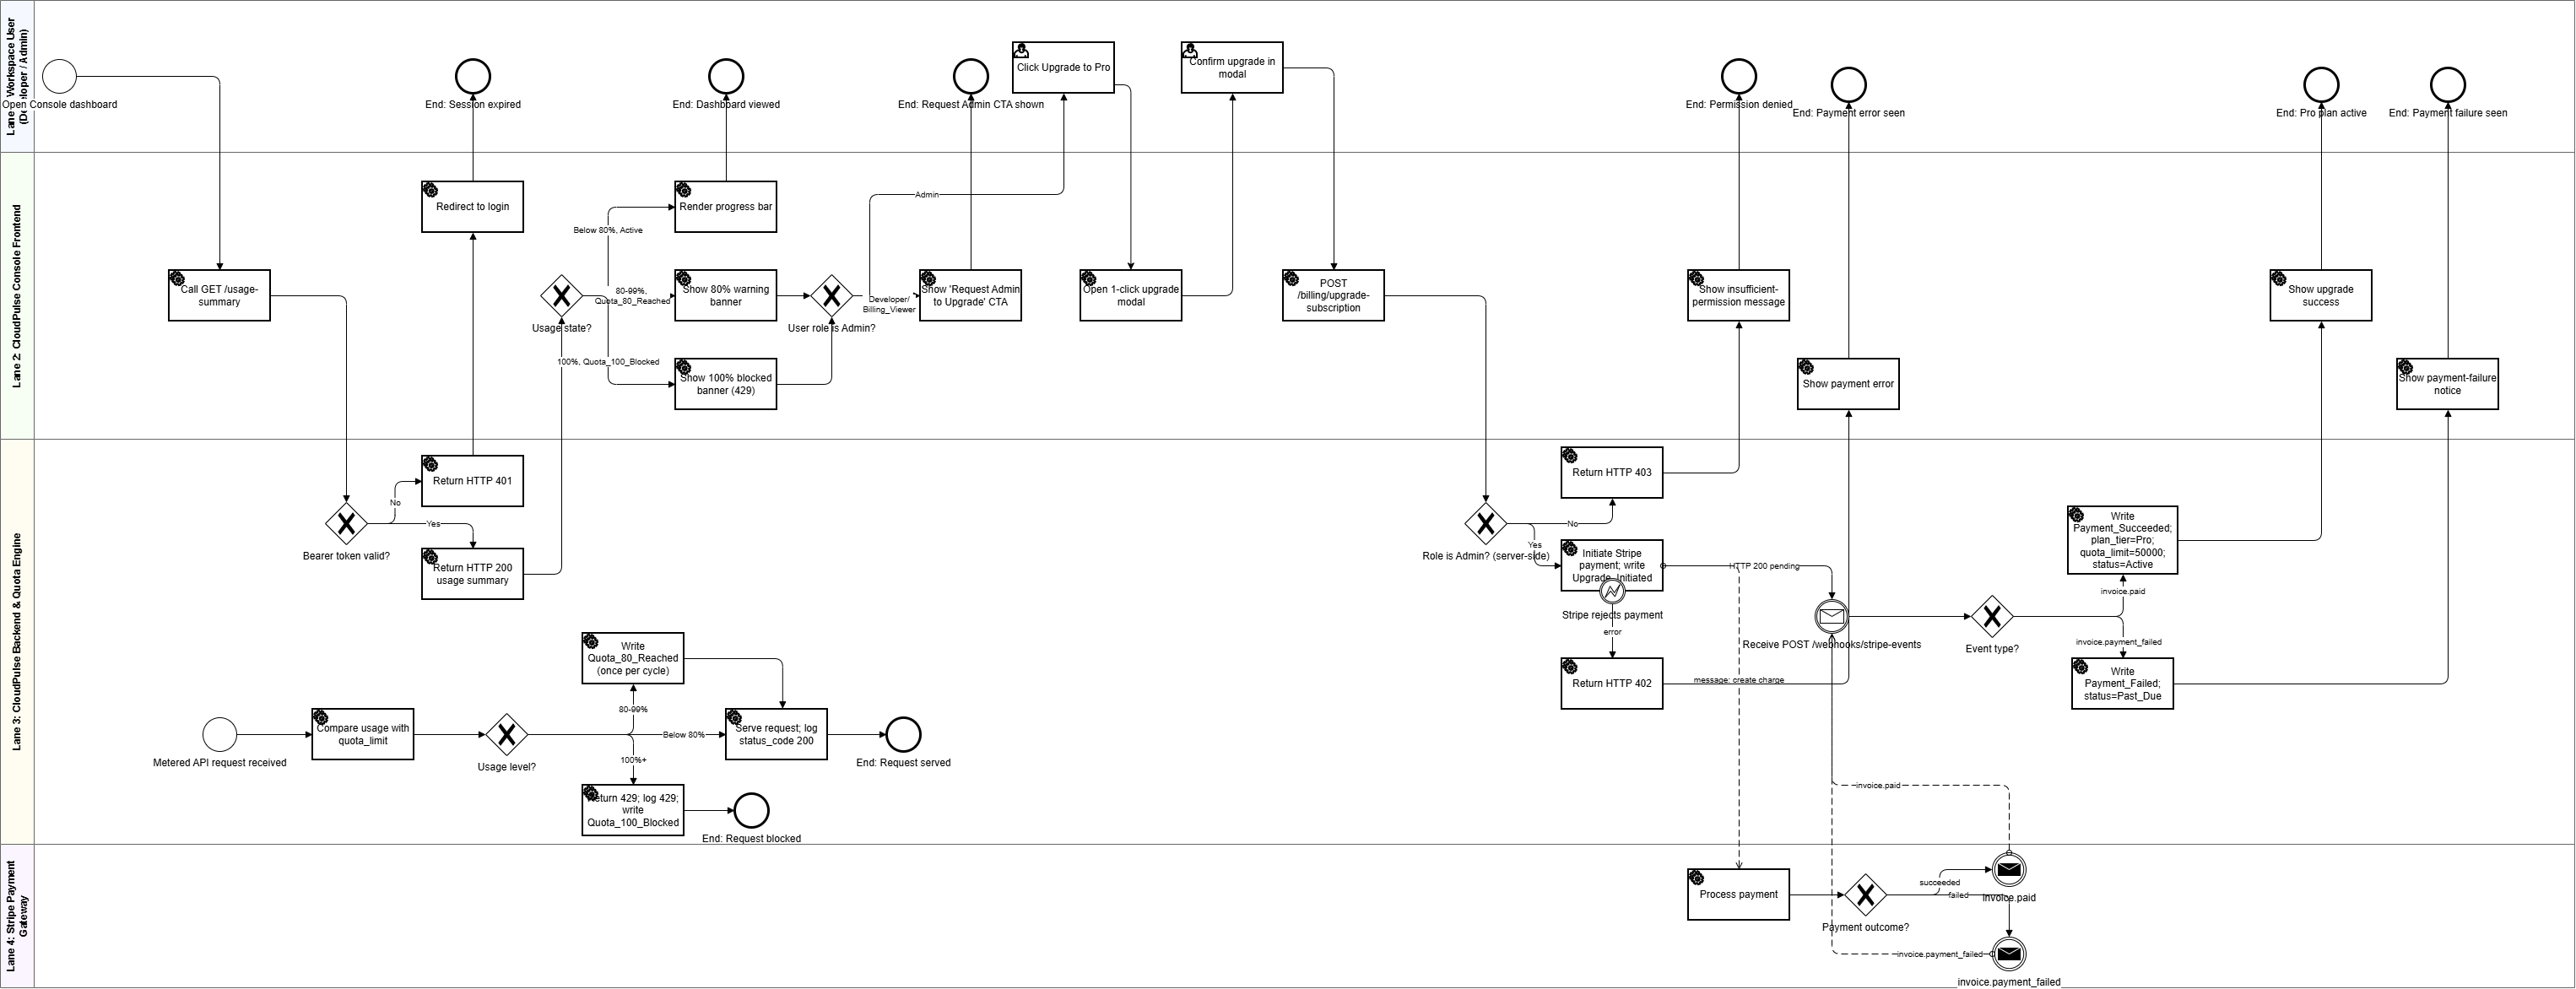 Lane 1: Workspace User
(Developer / Admin)
Open Console dashboard
End: Session expired
End: Dashboard viewed
End: Request Admin CTA shown
Click Upgrade to Pro
Confirm upgrade in
modal
End: Permission denied
End: Payment error seen
End: Pro plan active
End: Payment failure seen
Lane 2: CloudPulse Console Frontend
Call GET /usage-
summary
Redirect to login
Usage state?
Below 80%, Active
80-99%,
Quota_80_Reached
100%, Quota_100_Blocked
Render progress bar
Show 80% warning
banner
Show 100% blocked
banner (429)
User role is Admin?
Admin
Developer/
Billing_Viewer
Show 'Request Admin
to Upgrade' CTA
Open 1-click upgrade
modal
POST
/billing/upgrade-
subscription
Show insufficient-
permission message
Show payment error
Show upgrade
success
Show payment-failure
notice
Lane 3: CloudPulse Backend & Quota Engine
Bearer token valid?
No
Yes
Return HTTP 401
Return HTTP 200
usage summary
Role is Admin? (server-side)
No
Yes
Return HTTP 403
Initiate Stripe
payment; write
Upgrade_Initiated
Stripe rejects payment
error
Return HTTP 402
HTTP 200 pending
message: create charge
Receive POST /webhooks/stripe-events
Event type?
invoice.paid
invoice.payment_failed
Write
Payment_Succeeded;
plan_tier=Pro;
quota_limit=50000;
status=Active
Write
Payment_Failed;
status=Past_Due
Metered API request received
Compare usage with
quota_limit
Usage level?
80-99%
Below 80%
100%+
Write
Quota_80_Reached
(once per cycle)
Serve request; log
status_code 200
End: Request served
Return 429; log 429;
write
Quota_100_Blocked
End: Request blocked
invoice.paid
Lane 4: Stripe Payment
Gateway
Process payment
Payment outcome?
succeeded
failed
invoice.paid
invoice.payment_failed
invoice.payment_failed